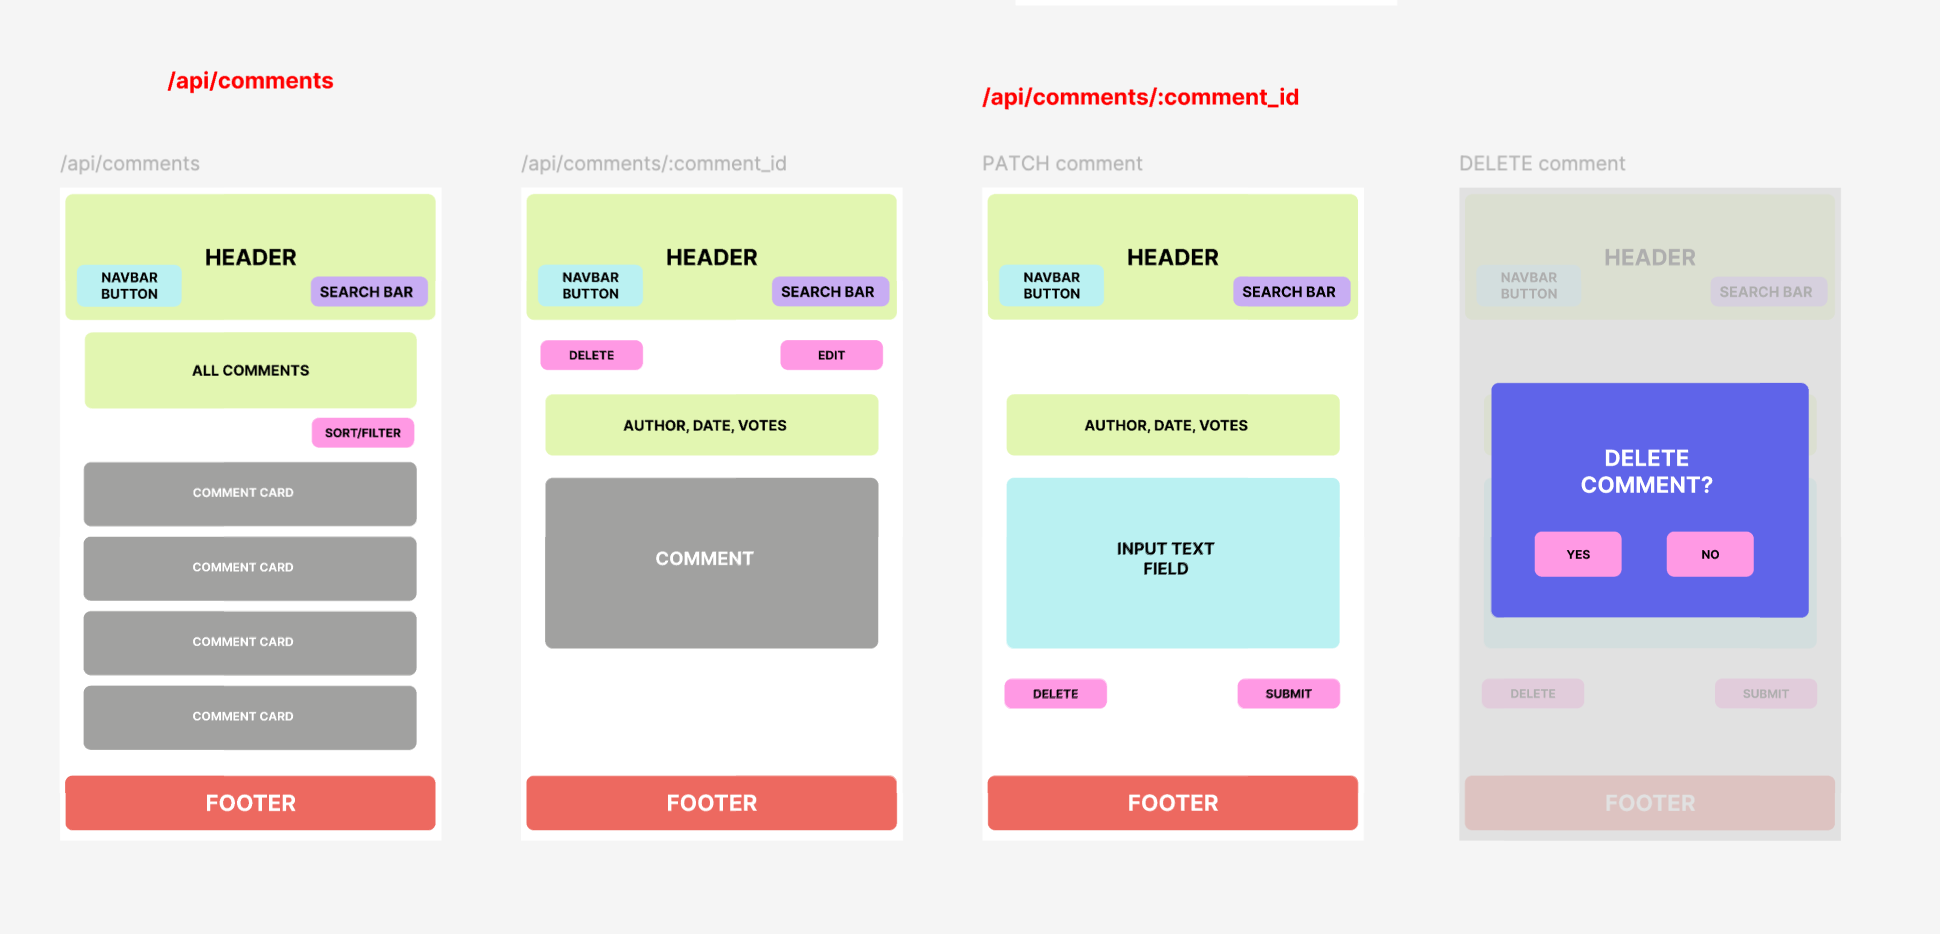 /api/comments
/api/comments/:comment_id
/api/comments
HEADER
NAVBAR
BUTTON
SEARCH BAR
ALL COMMENTS
SORT/FILTER
COMMENT CARD
COMMENT CARD
COMMENT CARD
COMMENT CARD
FOOTER
/api/comments/:comment_id
HEADER
NAVBAR
BUTTON
SEARCH BAR
DELETE
EDIT
AUTHOR, DATE, VOTES
COMMENT
FOOTER
PATCH comment
HEADER
NAVBAR
BUTTON
SEARCH BAR
AUTHOR, DATE, VOTES
INPUT TEXT
FIELD
DELETE
SUBMIT
FOOTER
DELETE comment
HEADER
NAVBAR
BUTTON
SEARCH BAR
DELETE
COMMENT?
YES
NO
DELETE
SUBMIT
FOOTER